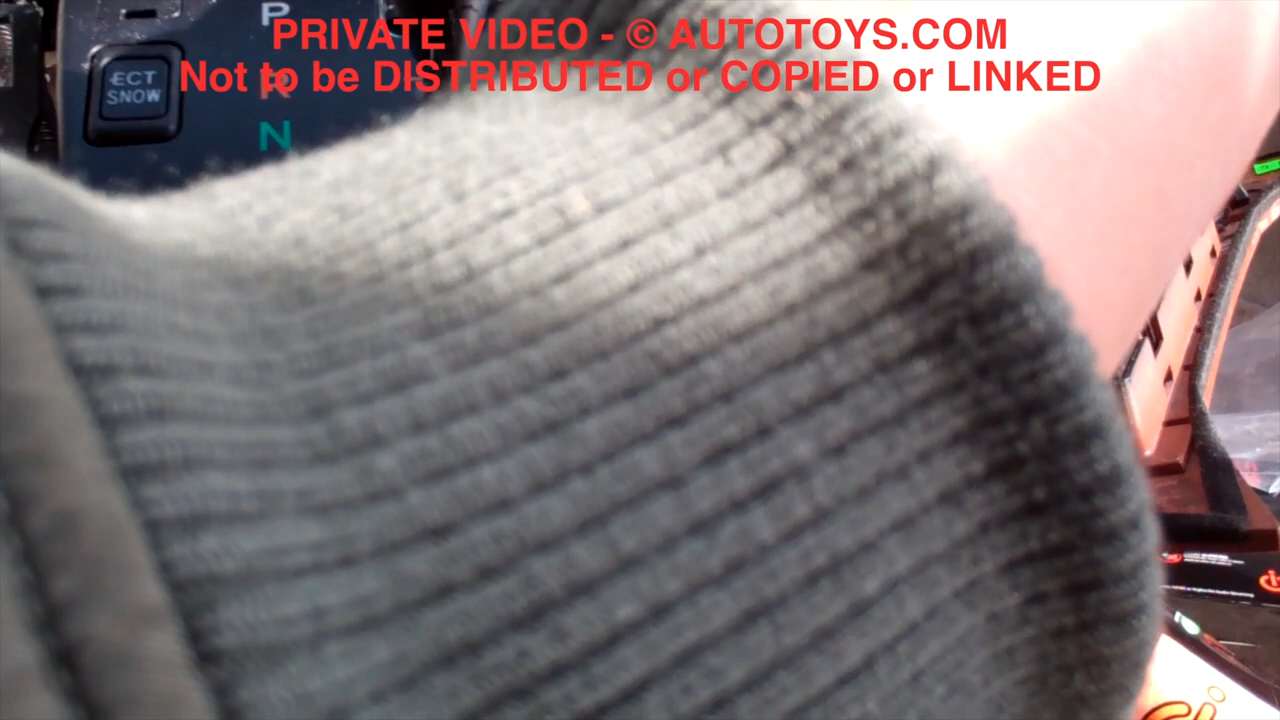 P
PRIVATE VIDEO - © AUTOTOYS.COM
ECT
SNOW
R
Not to be DISTRIBUTED or COPIED or LINKED
N